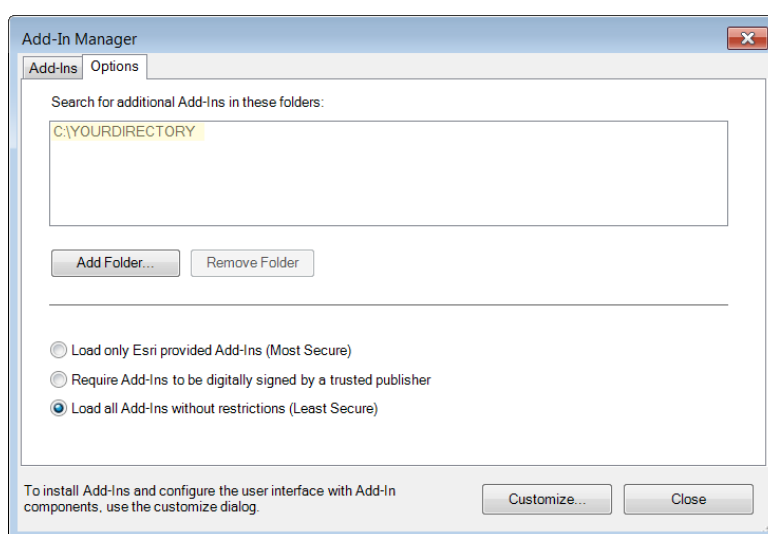 Add-In Manager
Add-Ins Options
Search for additional Add-Ins in these folders:
C:\YOURDIRECTORY
Add Folder... Remove Folder
Load only Esri provided Add-Ins (Most Secure)
Require Add-Ins to be digitally signed by a trusted publisher
Load all Add-Ins without restrictions (Least Secure)
To install Add-Ins and configure the user interface with Add-In
components, use the customize dialog.
Customize... Close